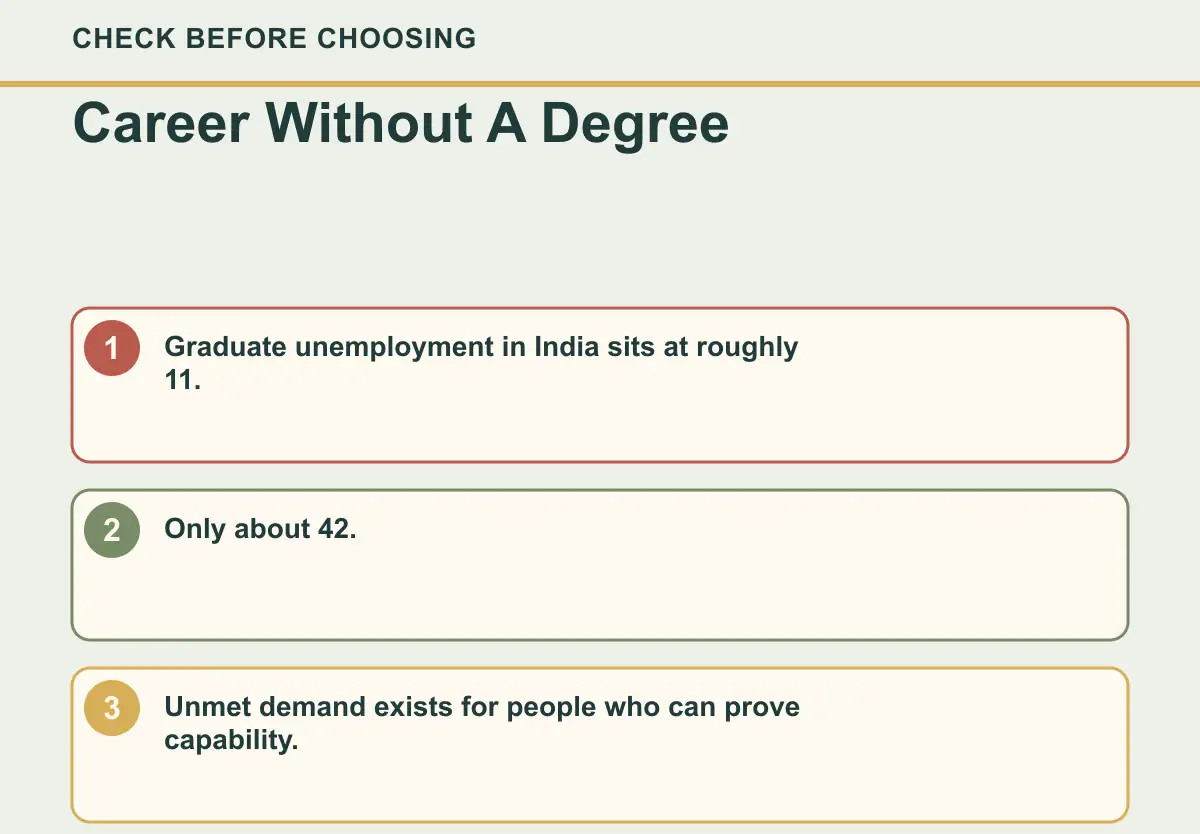 CHECK BEFORE CHOOSING
Career Without A Degree
1
Graduate unemployment in India sits at roughly
11.
2
Only about 42.
3
Unmet demand exists for people who can prove
capability.